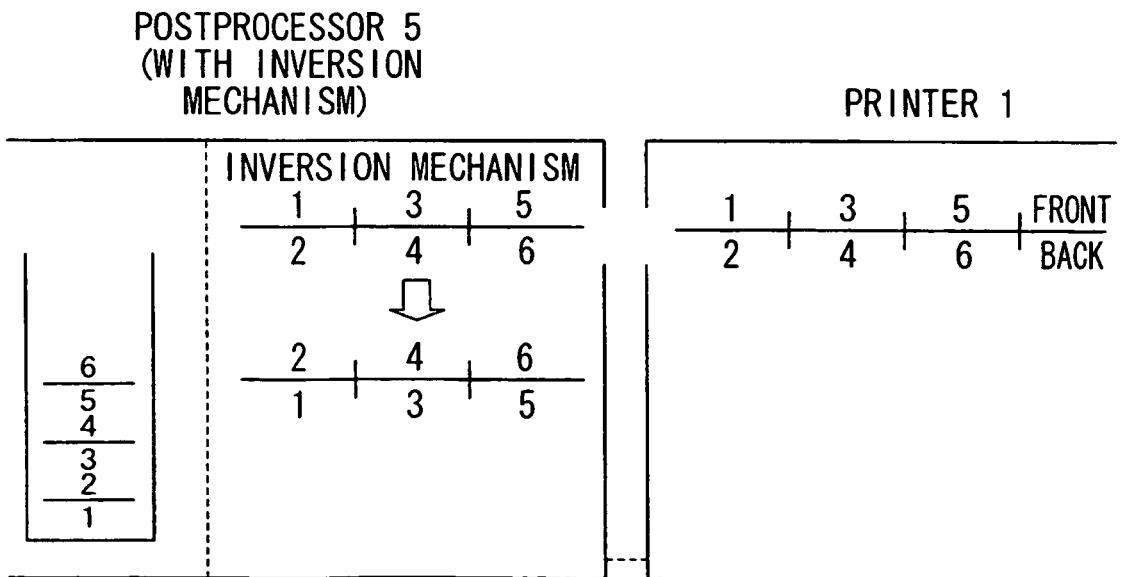 POSTPROCESSOR 5
(WITH INVERSION
MECHANISM)
PRINTER 1
INVERSION MECHANISM
1 3 5
2 4 6
2 4 6
1 3 5
1 3 5 FRONT
2 4 6 BACK
6
5
4
3
2
1